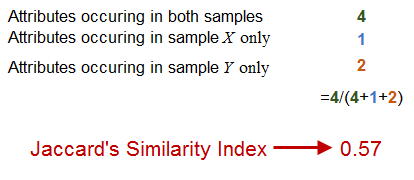 Attributes occuring in both samples 4
Attributes occuring in sample X only 1
Attributes occuring in sample Y only 2
=4/(4+1+2)
Jaccard's Similarity Index 0.57